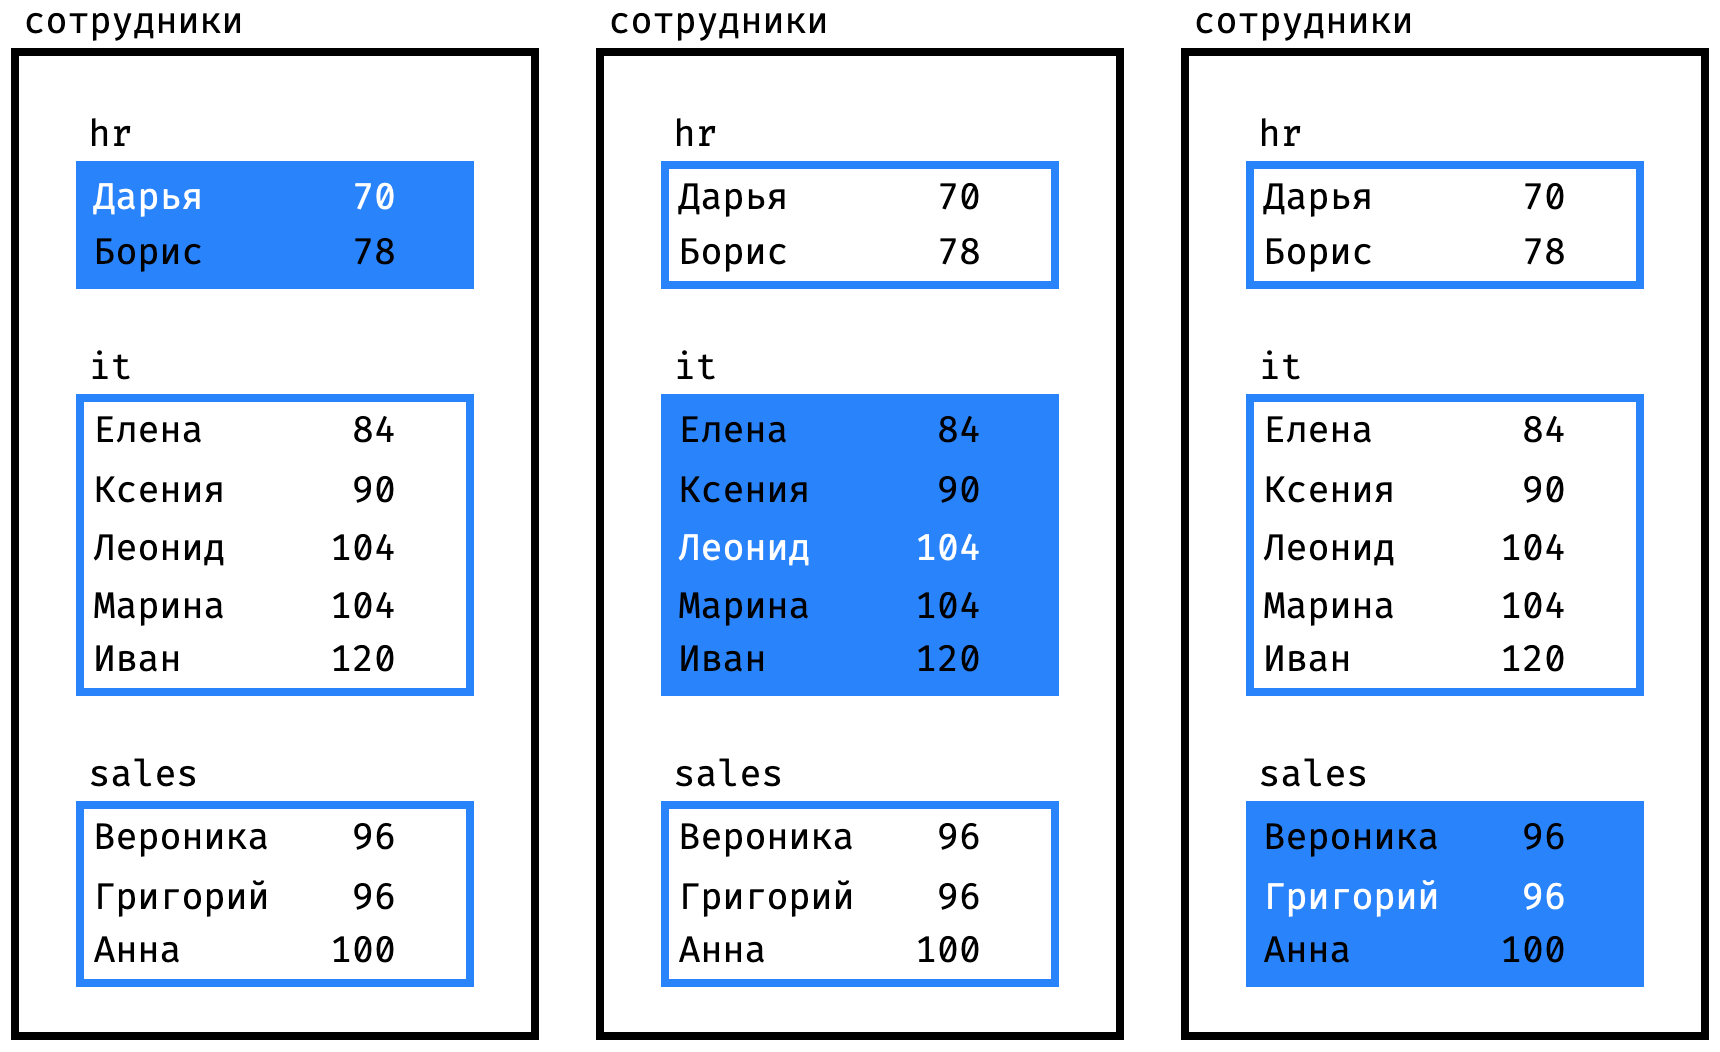 сотрудники
hr
Дарья 70
Борис 78
it
Елена 84
Ксения 90
Леонид 104
Марина 104
Иван 120
sales
Вероника 96
Григорий 96
Анна 100
сотрудники
hr
Дарья 70
Борис 78
it
Елена 84
Ксения 90
Леонид 104
Марина 104
Иван 120
sales
Вероника 96
Григорий 96
Анна 100
сотрудники
hr
Дарья 70
Борис 78
it
Елена 84
Ксения 90
Леонид 104
Марина 104
Иван 120
sales
Вероника 96
Григорий 96
Анна 100